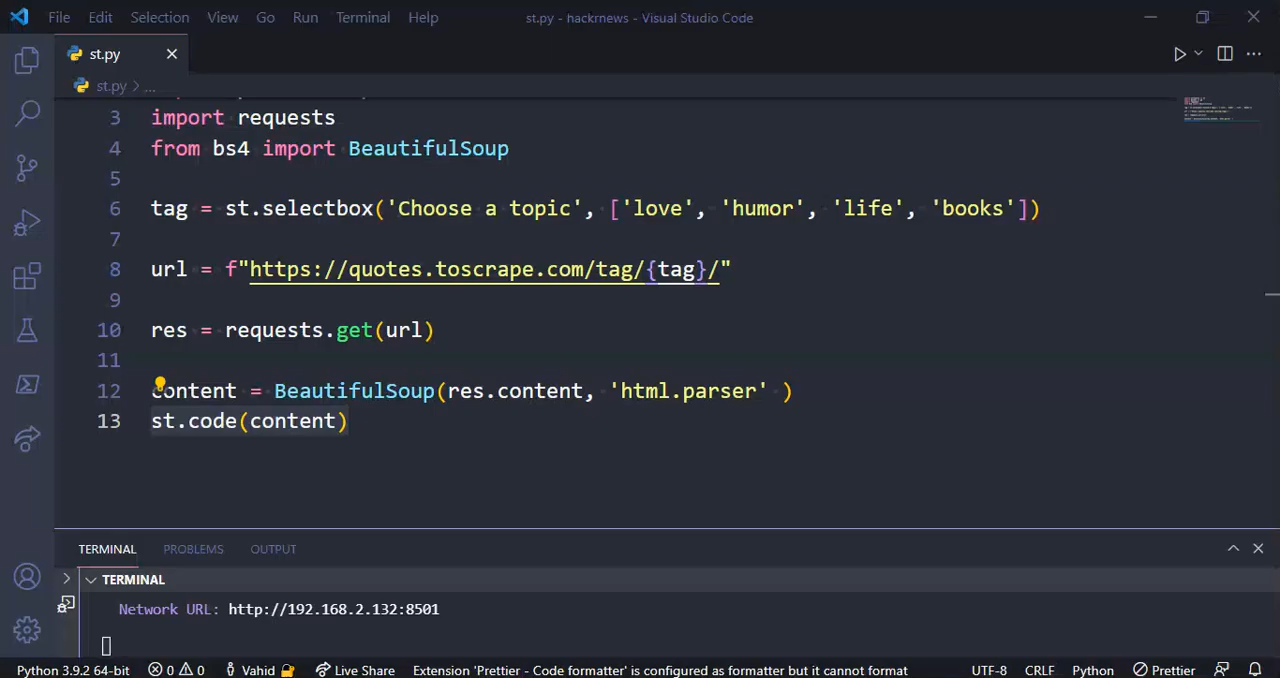 File Edit Selection View Go Run Terminal Help st.py - hackrnews - Visual Studio Code
st.py
st.py > ...
3 import requests
4 from bs4 import BeautifulSoup
5
6 tag = st.selectbox('Choose a topic', ['love', 'humor', 'life', 'books'])
7
8 url = f"https://quotes.toscrape.com/tag/{tag}/"
9
10 res = requests.get(url)
11
12 content = BeautifulSoup(res.content, 'html.parser' )
13 st.code(content)
TERMINAL PROBLEMS OUTPUT
TERMINAL
Network URL: http://192.168.2.132:8501
Python 3.9.2 64-bit 0 0 Vahid Live Share Extension 'Prettier - Code formatter' is configured as formatter but it cannot format UTF-8 CRLF Python Prettier